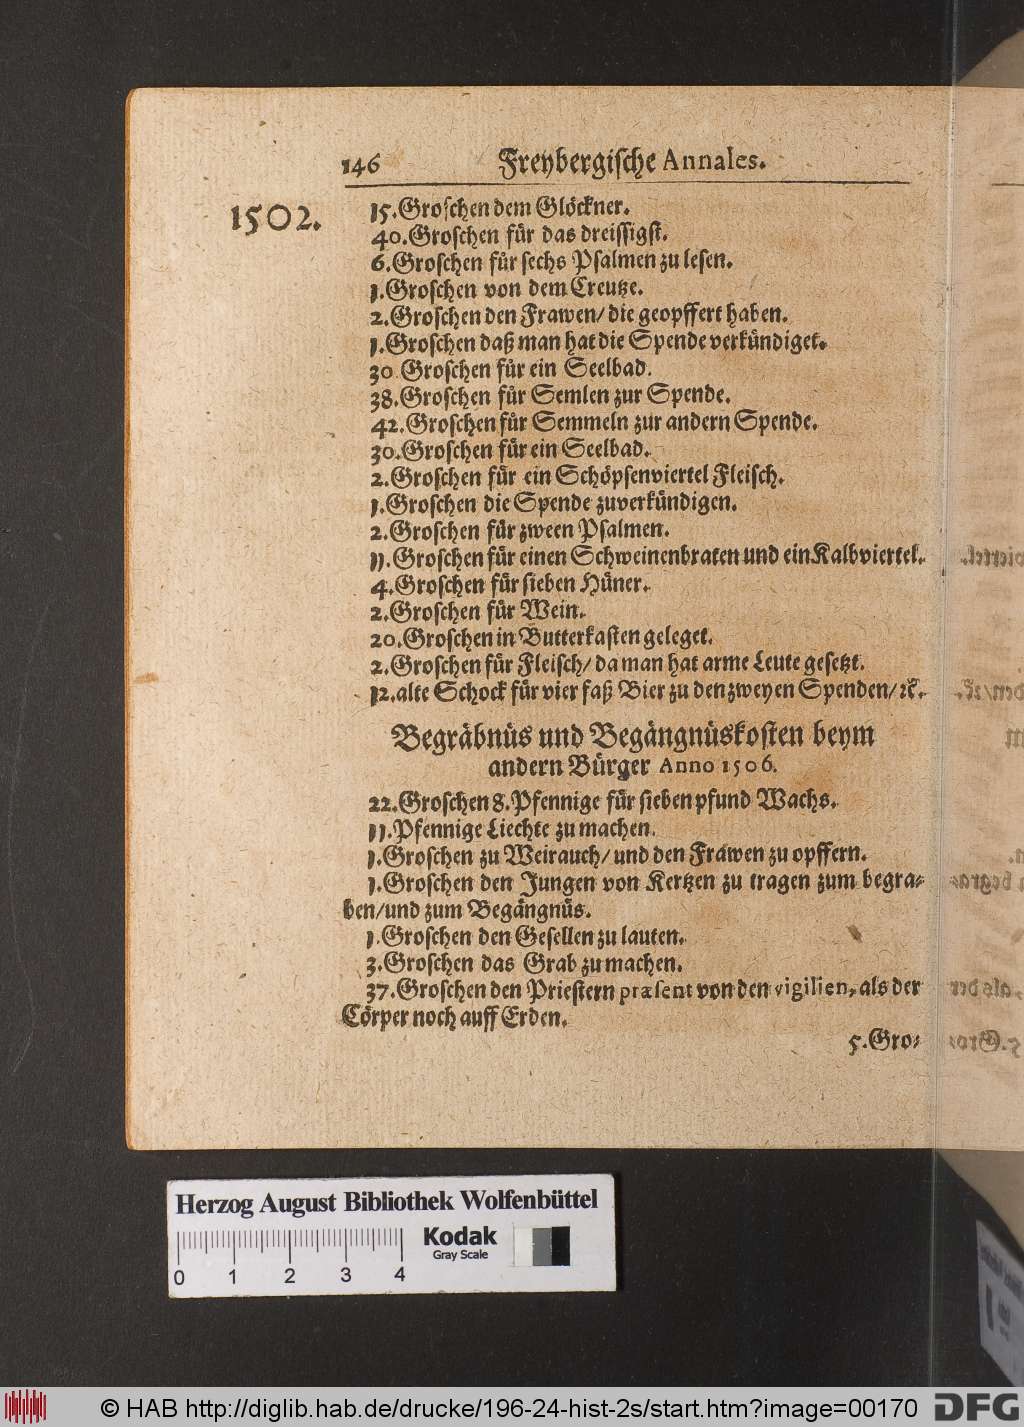 146 Freybergische Annales.
1502. 15. Groschen dem Glöckner.
40. Groschen für das dreissigst.
6. Groschen für sechs Psalmen zu lesen.
1. Groschen von dem Creutze.
2. Groschen den Frawen/ die geopffert haben.
1. Groschen daß man hat die Spende verkündiget.
30 Groschen für ein Seelbad.
38. Groschen für Semlen zur Spende.
42. Groschen für Semmeln zur andern Spende.
30. Groschen für ein Seelbad.
2. Groschen für ein Schöpsenviertel Fleisch.
1. Groschen die Spende zuverkündigen.
2. Groschen für zween Psalmen.
11. Groschen für einen Schweinenbraten und ein Kalbviertel.
4. Groschen für sieben Hüner.
2. Groschen für Wein.
20. Groschen in Butterkasten geleget.
2. Groschen für Fleisch/ da man hat arme Leute gesetzt.
12. alte Schock für vier faß Bier zu den zweyen Spenden/ ꝛc.
Begräbnüs und Begängnüskosten beym
andern Bürger Anno 1506.
22. Groschen 8. Pfennige für sieben pfund Wachs.
11. Pfennige Liechte zu machen.
1. Groschen zu Weirauch/ und den Frawen zu opffern.
1. Groschen den Jungen von Kertzen zu tragen zum begra-
ben/ und zum Begängnüs.
1. Groschen den Gesellen zu lauten.
3. Groschen das Grab zu machen.
37. Groschen den Priestern præsent von den vigilien, als der
Cörper noch auff Erden.
5. Gro-
Herzog August Bibliothek Wolfenbüttel
Kodak
Gray Scale
0 1 2 3 4
© HAB http://diglib.hab.de/drucke/196-24-hist-2s/start.htm?image=00170 DFG